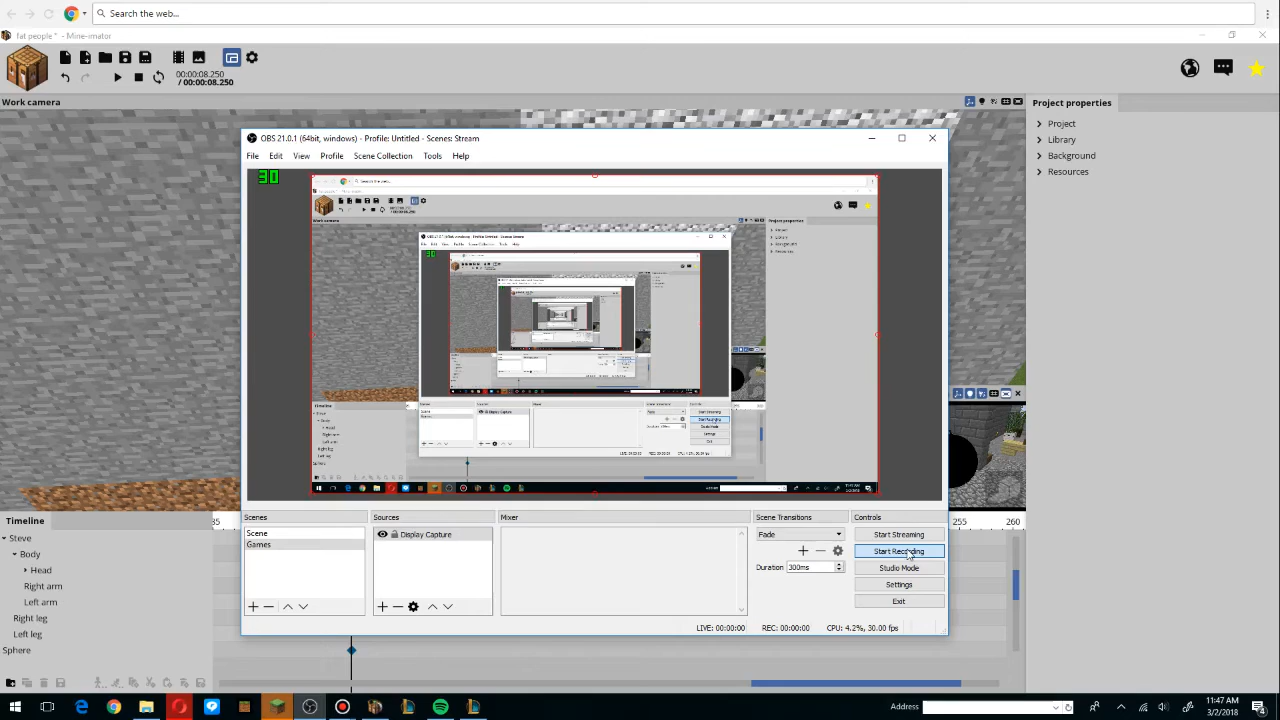 Search the web...
fat people * - Mine-imator
00:00:08.250
/ 00:00:08.250
Work camera
Project properties
Project
Library
Background
Resources
OBS 21.0.1 (64bit, windows) - Profile: Untitled - Scenes: Stream
File Edit View Profile Scene Collection Tools Help
30
Scenes Sources Mixer Scene Transitions Controls
Scene
Games
Display Capture
Fade
Duration 300ms
Start Streaming
Start Recording
Studio Mode
Settings
Exit
LIVE: 00:00:00 REC: 00:00:00 CPU: 4.2%, 30.00 fps
Timeline
85 255 260
Steve
Body
Head
Right arm
Left arm
Right leg
Left leg
Sphere
Address
11:47 AM
3/2/2018
4